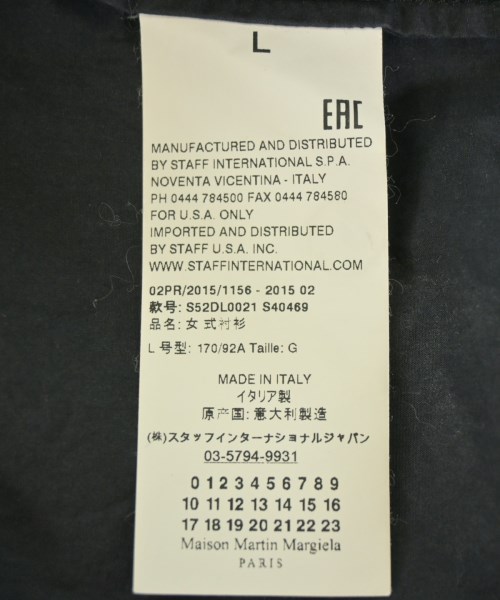 L
EAC
MANUFACTURED AND DISTRIBUTED
BY STAFF INTERNATIONAL S.P.A.
NOVENTA VICENTINA - ITALY
PH 0444 784500 FAX 0444 784580
FOR U.S.A. ONLY
IMPORTED AND DISTRIBUTED
BY STAFF U.S.A. INC.
WWW.STAFFINTERNATIONAL.COM
02PR/2015/1156 - 2015 02
款号: S52DL0021 S40469
品名: 女式衬衫
L 号型: 170/92A Taille: G
MADE IN ITALY
イタリア製
原产国: 意大利製造
(株)スタッフインターナショナルジャパン
03-5794-9931
0 1 2 3 4 5 6 7 8 9
10 11 12 13 14 15 16
17 18 19 20 21 22 23
Maison Martin Margiela
PARIS